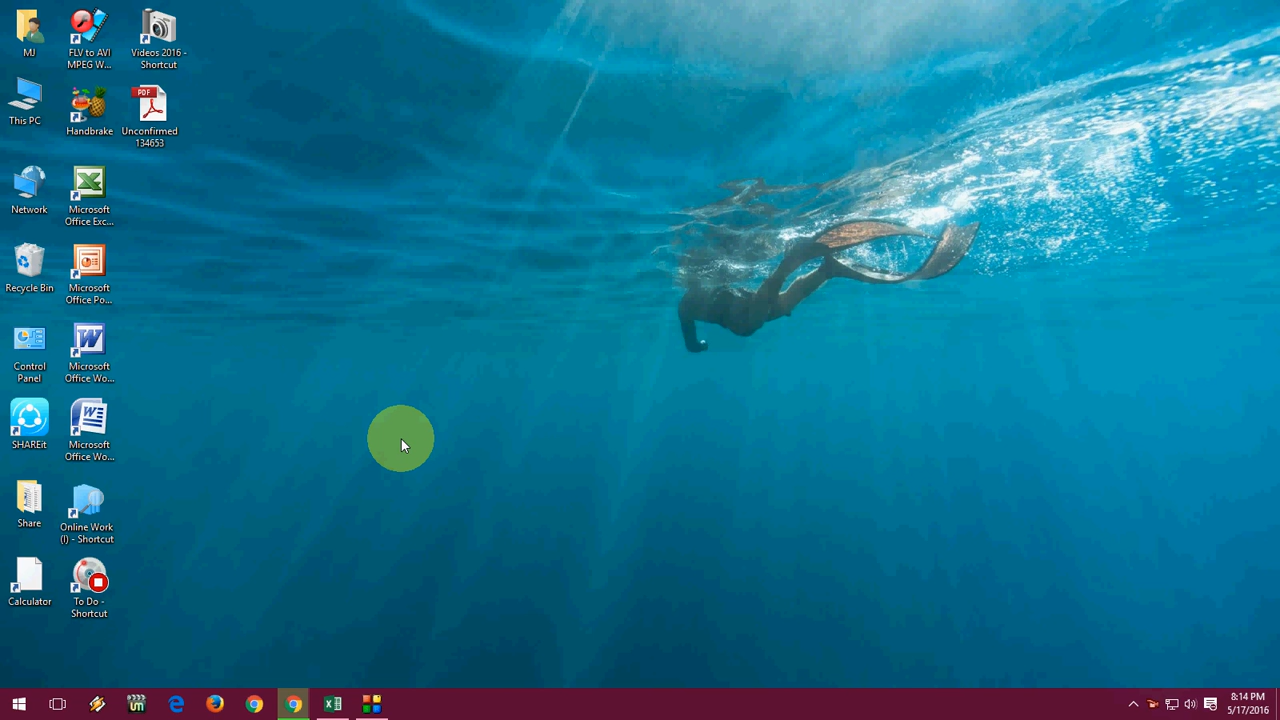 MJ
FLV to AVI
MPEG W...
Videos 2016 -
Shortcut
This PC
Handbrake
PDF
Unconfirmed
134653
Network
Microsoft
Office Exc...
Recycle Bin
Microsoft
Office Po...
Control
Panel
Microsoft
Office Wo...
SHAREit
Microsoft
Office Wo...
Share
Online Work
(I) - Shortcut
Calculator
To Do -
Shortcut
8:14 PM
5/17/2016